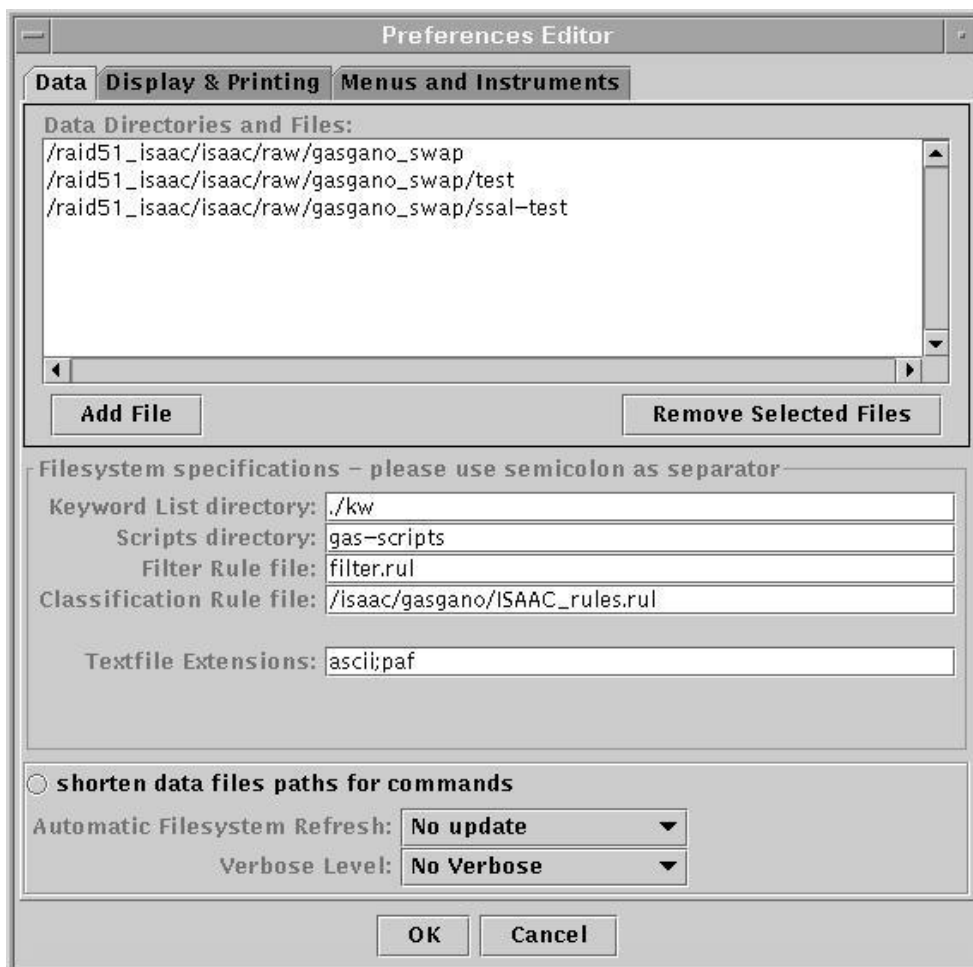 Preferences Editor
Data Display & Printing Menus and Instruments
Data Directories and Files:
/raid51_isaac/isaac/raw/gasgano_swap
/raid51_isaac/isaac/raw/gasgano_swap/test
/raid51_isaac/isaac/raw/gasgano_swap/ssal-test
Add File Remove Selected Files
Filesystem specifications - please use semicolon as separator
Keyword List directory: ./kw
Scripts directory: gas-scripts
Filter Rule file: filter.rul
Classification Rule file: /isaac/gasgano/ISAAC_rules.rul
Textfile Extensions: ascii;paf
shorten data files paths for commands
Automatic Filesystem Refresh: No update
Verbose Level: No Verbose
OK Cancel